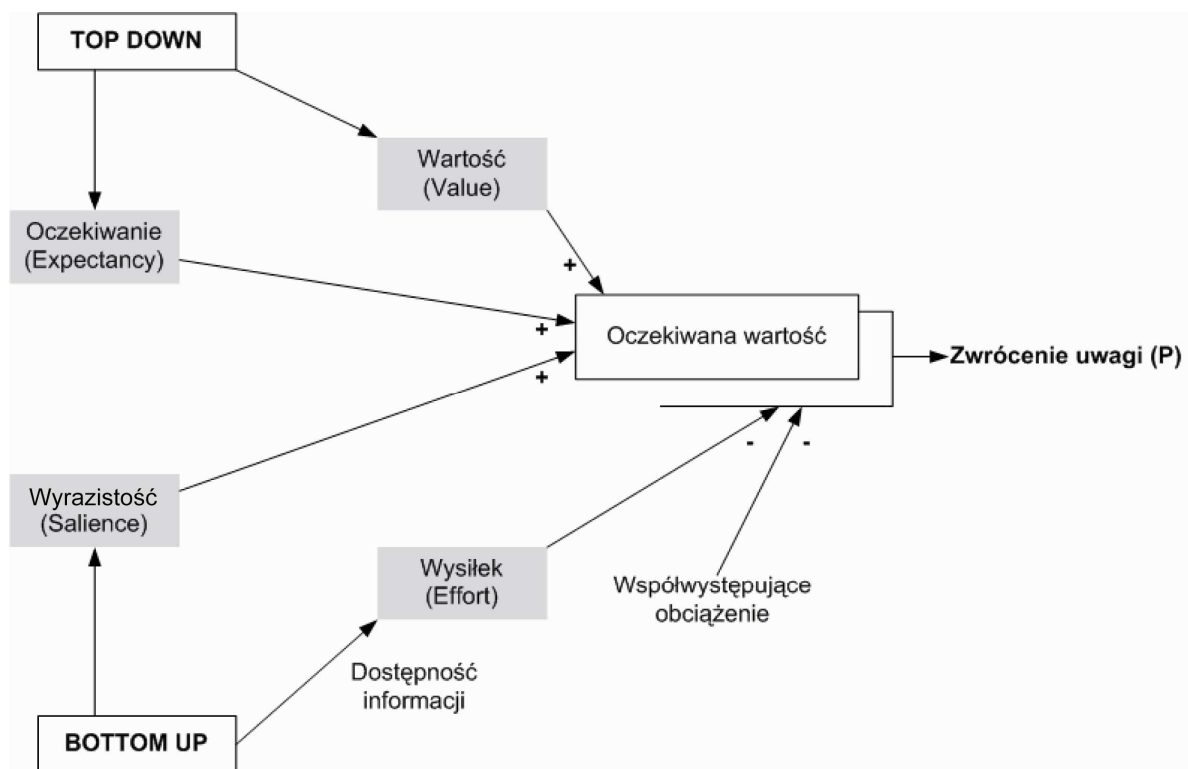 TOP DOWN
Wartość
(Value)
Oczekiwanie
(Expectancy)
+
+
Oczekiwana wartość
+
Zwrócenie uwagi (P)
- -
Wyrazistość
(Salience)
Wysiłek
(Effort)
Współwystępujące
obciążenie
Dostępność
informacji
BOTTOM UP